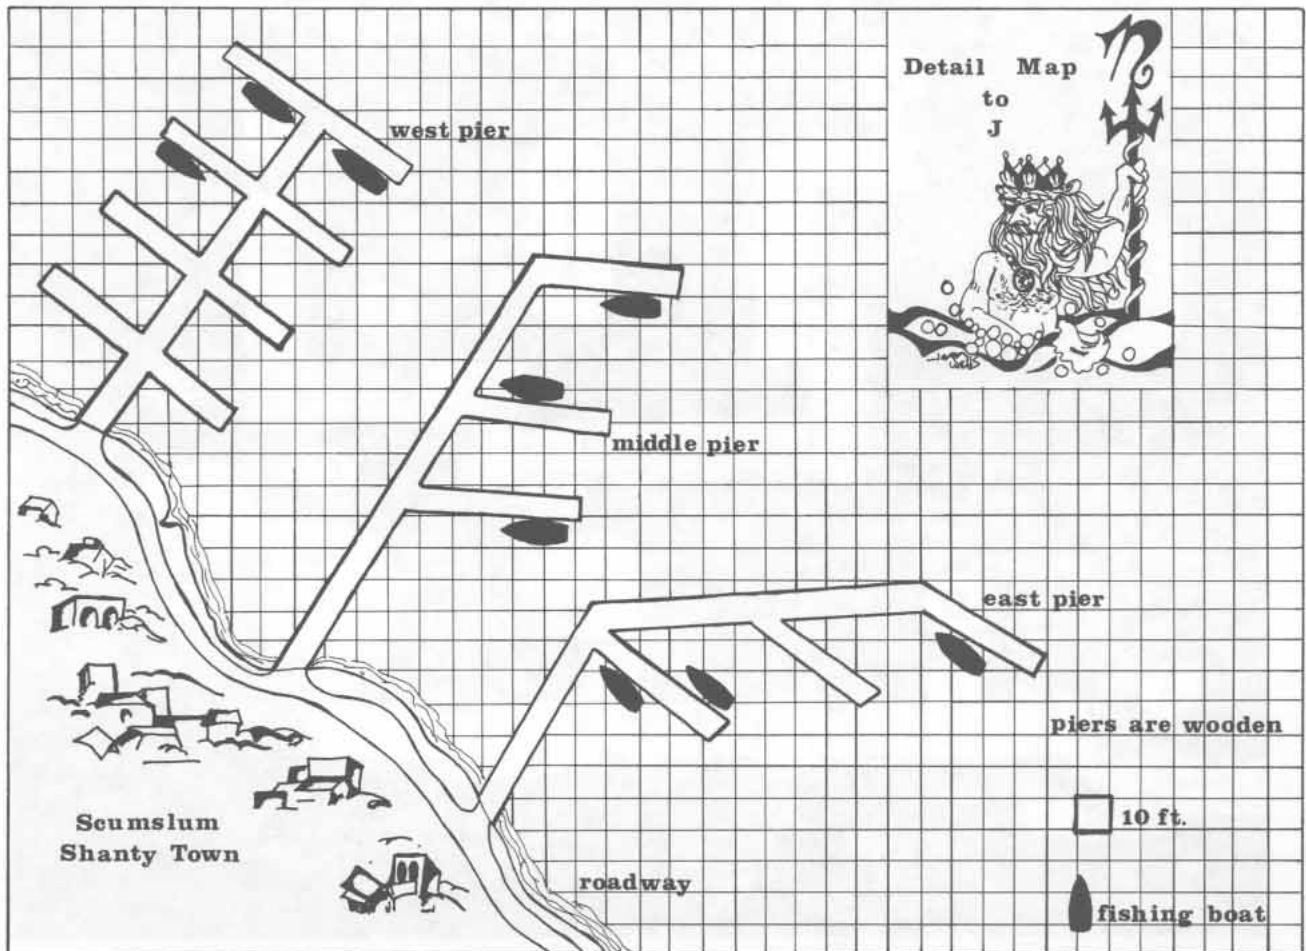 Detail Map
to
J
n
west pier
middle pier
east pier
piers are wooden
10 ft.
Scumslum
Shanty Town
roadway
fishing boat